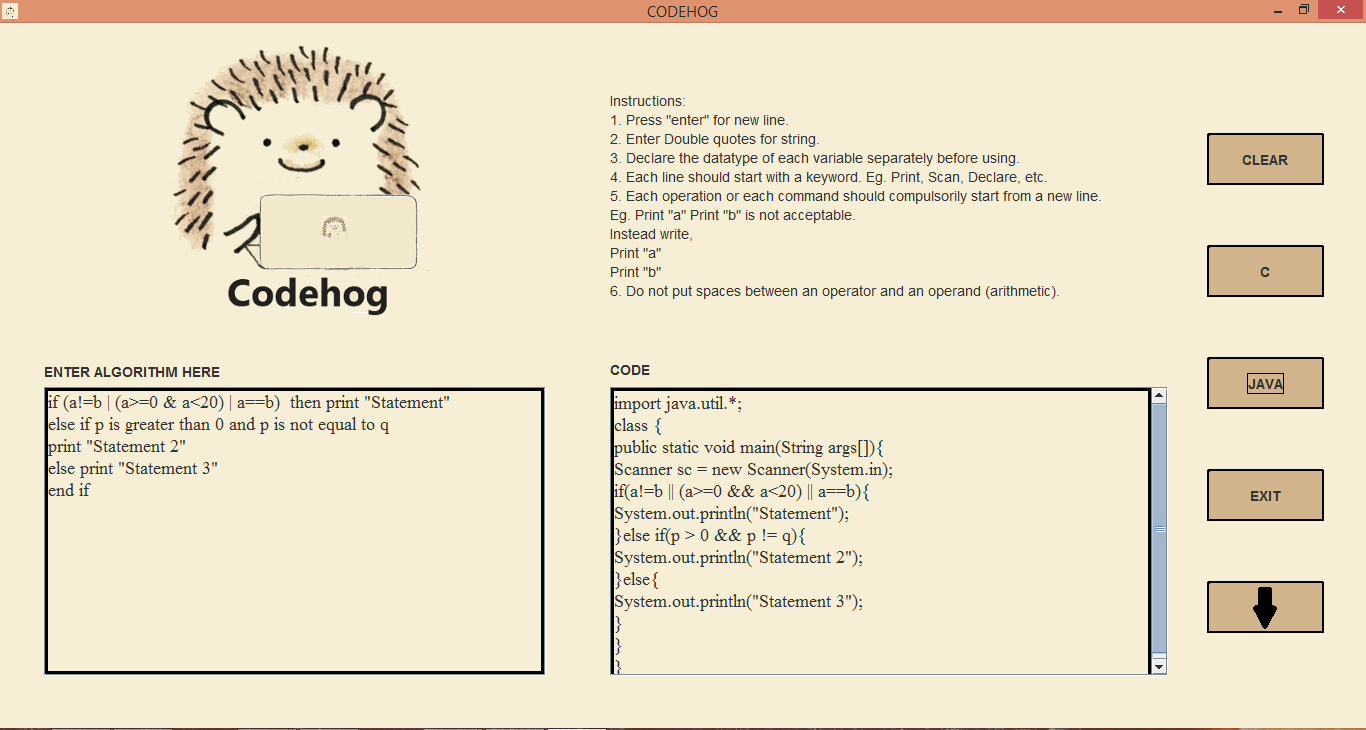 CODEHOG
Codehog
Instructions:
1. Press "enter" for new line.
2. Enter Double quotes for string.
3. Declare the datatype of each variable separately before using.
4. Each line should start with a keyword. Eg. Print, Scan, Declare, etc.
5. Each operation or each command should compulsorily start from a new line.
Eg. Print "a" Print "b" is not acceptable.
Instead write,
Print "a"
Print "b"
6. Do not put spaces between an operator and an operand (arithmetic).
CLEAR
C
JAVA
EXIT
ENTER ALGORITHM HERE
if (a!=b | (a>=0 & a<20) | a==b)  then print "Statement"
else if p is greater than 0 and p is not equal to q
print "Statement 2"
else print "Statement 3"
end if
CODE
import java.util.*;
class {
public static void main(String args[]){
Scanner sc = new Scanner(System.in);
if(a!=b || (a>=0 && a<20) || a==b){
System.out.println("Statement");
}else if(p > 0 && p != q){
System.out.println("Statement 2");
}else{
System.out.println("Statement 3");
}
}
}